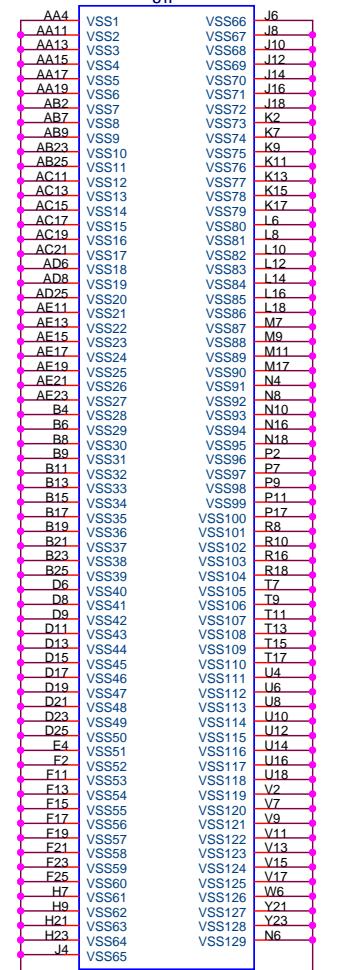 AA4 VSS1 VSS66 J6
AA11 VSS2 VSS67 J8
AA13 VSS3 VSS68 J10
AA15 VSS4 VSS69 J12
AA17 VSS5 VSS70 J14
AA19 VSS6 VSS71 J16
AB2 VSS7 VSS72 J18
AB7 VSS8 VSS73 K2
AB9 VSS9 VSS74 K7
AB23 VSS10 VSS75 K9
AB25 VSS11 VSS76 K11
AC11 VSS12 VSS77 K13
AC13 VSS13 VSS78 K15
AC15 VSS14 VSS79 K17
AC17 VSS15 VSS80 L6
AC19 VSS16 VSS81 L8
AC21 VSS17 VSS82 L10
AD6 VSS18 VSS83 L12
AD8 VSS19 VSS84 L14
AD25 VSS20 VSS85 L16
AE11 VSS21 VSS86 L18
AE13 VSS22 VSS87 M7
AE15 VSS23 VSS88 M9
AE17 VSS24 VSS89 M11
AE19 VSS25 VSS90 M17
AE21 VSS26 VSS91 N4
AE23 VSS27 VSS92 N8
B4 VSS28 VSS93 N10
B6 VSS29 VSS94 N16
B8 VSS30 VSS95 N18
B9 VSS31 VSS96 P2
B11 VSS32 VSS97 P7
B13 VSS33 VSS98 P9
B15 VSS34 VSS99 P11
B17 VSS35 VSS100 P17
B19 VSS36 VSS101 R8
B21 VSS37 VSS102 R10
B23 VSS38 VSS103 R16
B25 VSS39 VSS104 R18
D6 VSS40 VSS105 T7
D8 VSS41 VSS106 T9
D9 VSS42 VSS107 T11
D11 VSS43 VSS108 T13
D13 VSS44 VSS109 T15
D15 VSS45 VSS110 T17
D17 VSS46 VSS111 U4
D19 VSS47 VSS112 U6
D21 VSS48 VSS113 U8
D23 VSS49 VSS114 U10
D25 VSS50 VSS115 U12
E4 VSS51 VSS116 U14
F2 VSS52 VSS117 U16
F11 VSS53 VSS118 U18
F13 VSS54 VSS119 V2
F15 VSS55 VSS120 V7
F17 VSS56 VSS121 V9
F19 VSS57 VSS122 V11
F21 VSS58 VSS123 V13
F23 VSS59 VSS124 V15
F25 VSS60 VSS125 V17
H7 VSS61 VSS126 W6
H9 VSS62 VSS127 Y21
H21 VSS63 VSS128 Y23
H23 VSS64 VSS129 N6
J4 VSS65